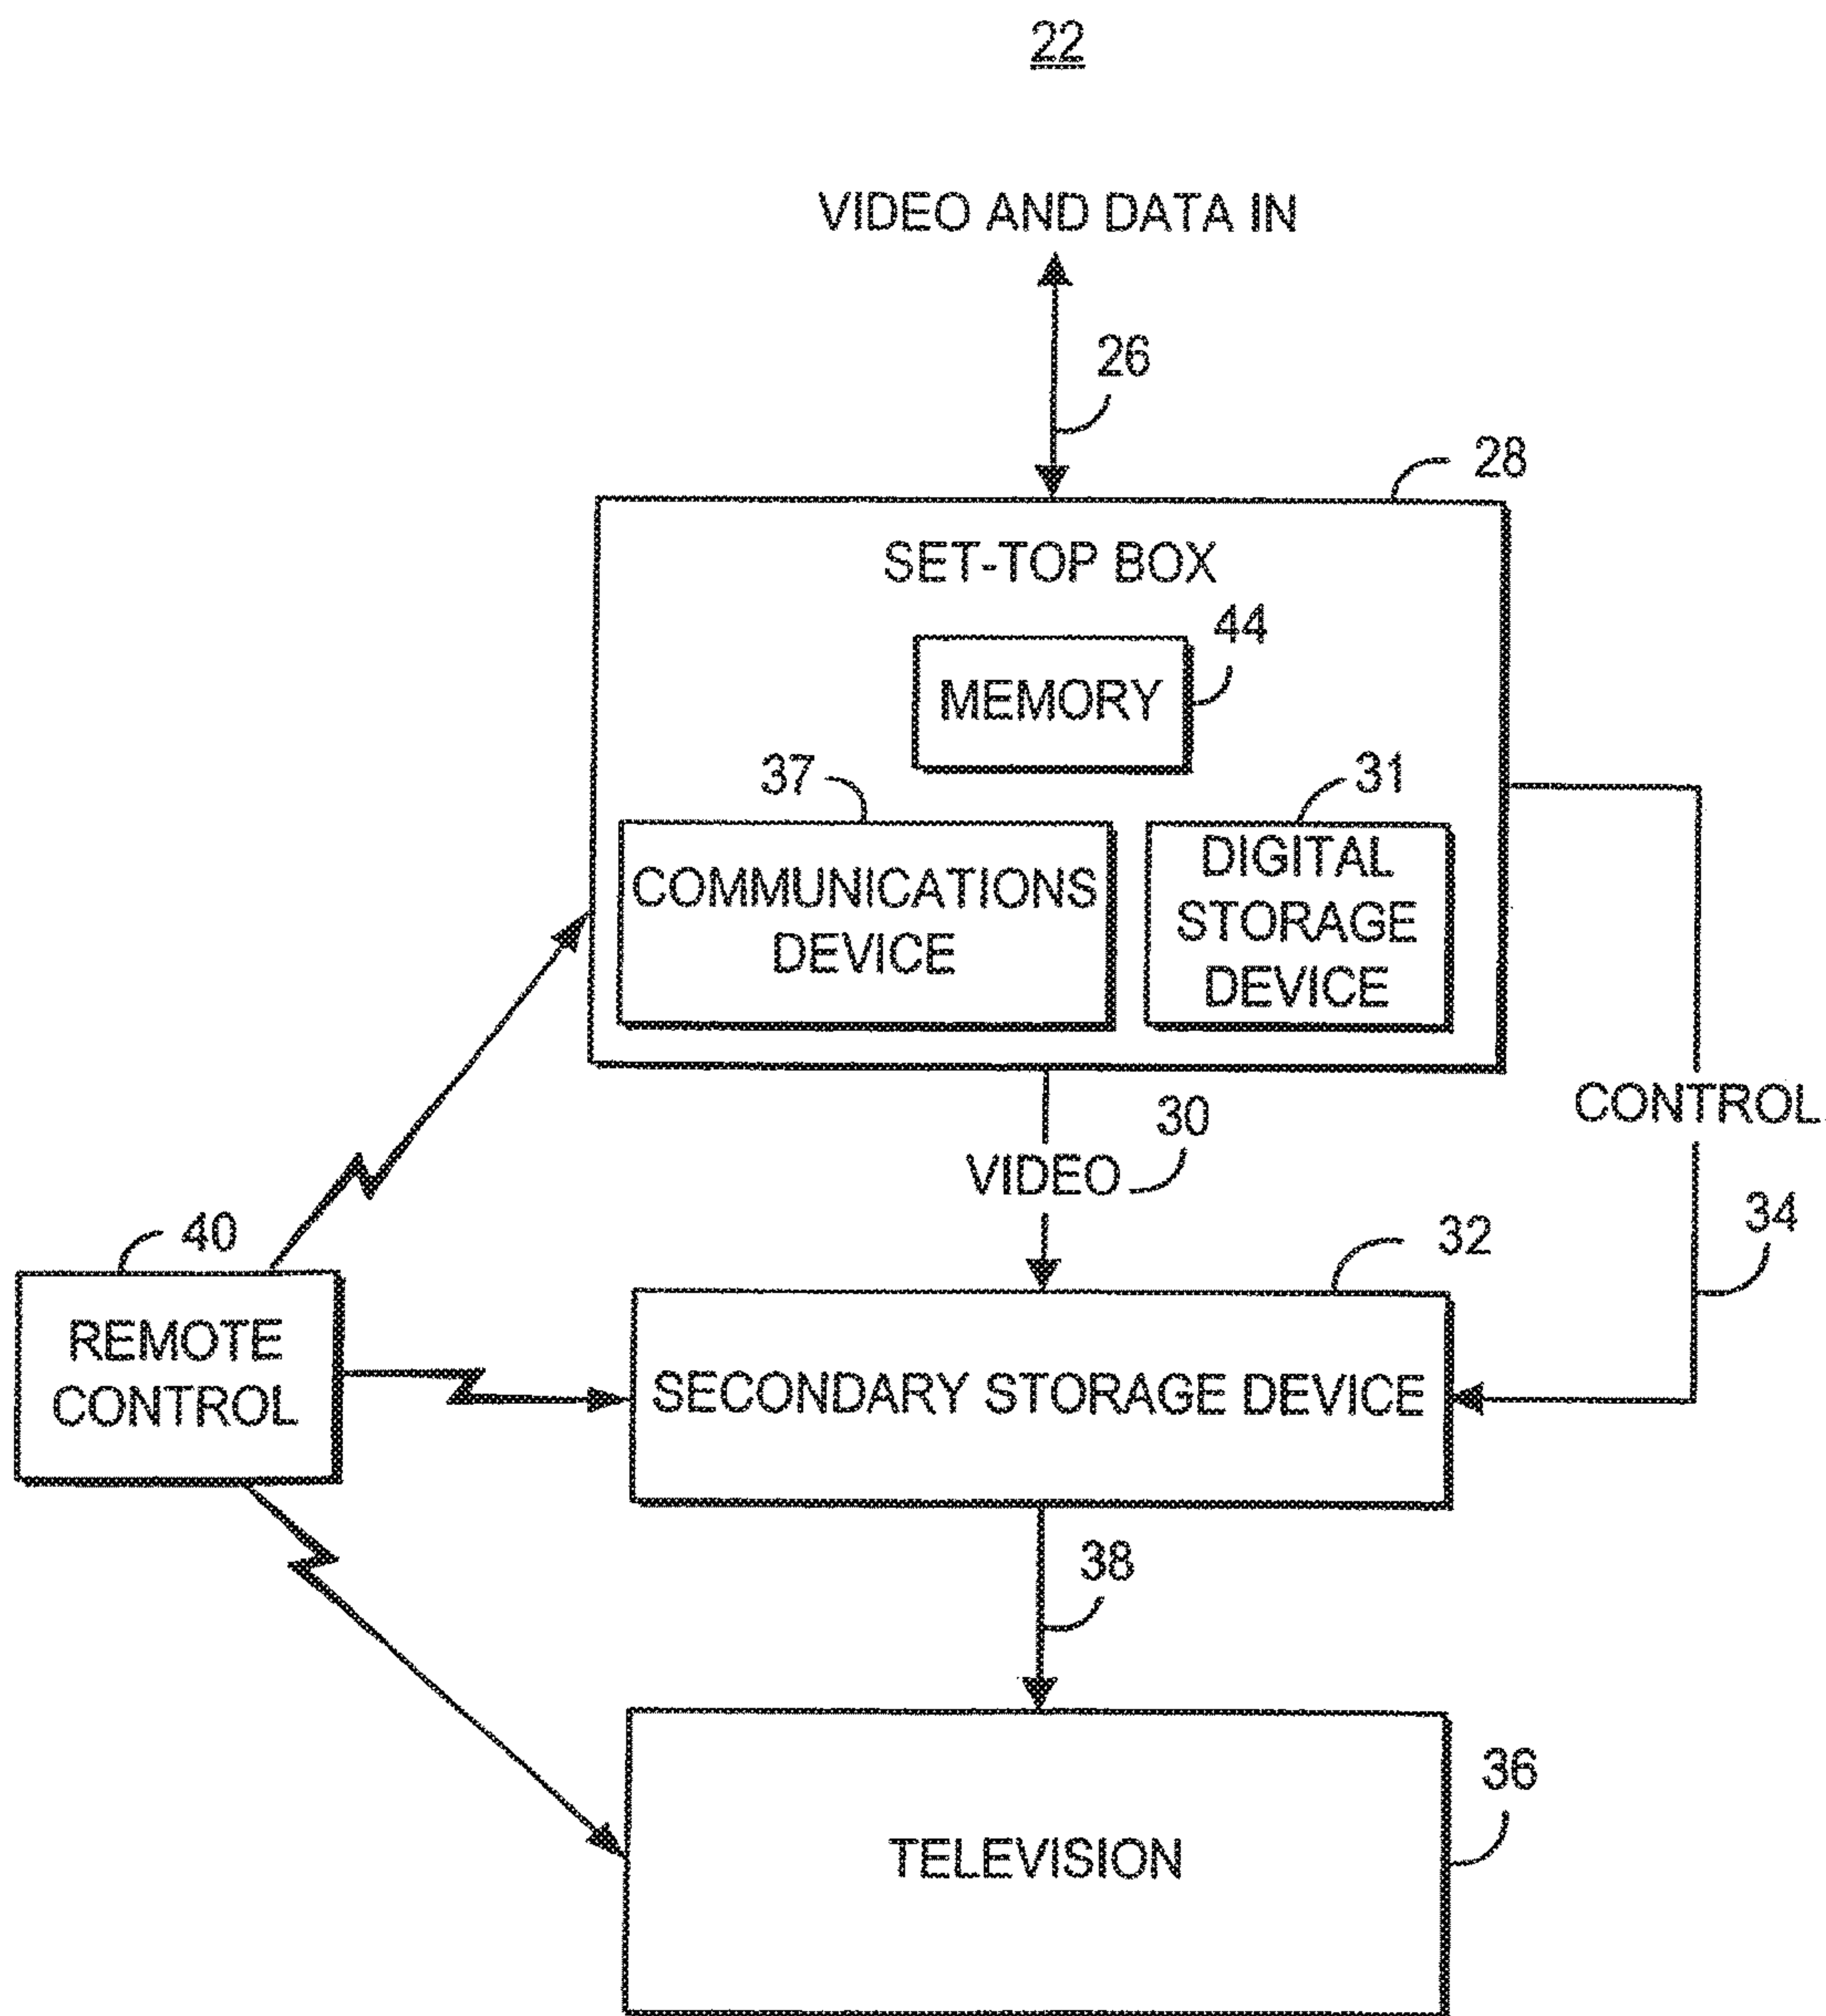 22
VIDEO AND DATA IN
26
28
SET-TOP BOX
44
MEMORY
37
31
COMMUNICATIONS
DEVICE
DIGITAL
STORAGE
DEVICE
CONTROL
30
VIDEO
34
40
32
REMOTE
CONTROL
SECONDARY STORAGE DEVICE
38
36
TELEVISION